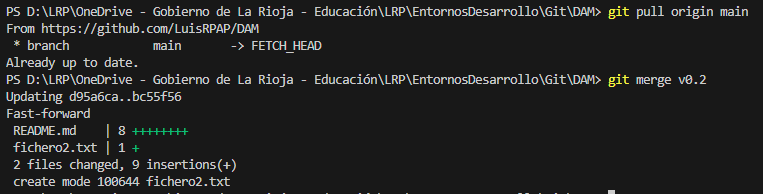 PS D:\LRP\OneDrive - Gobierno de La Rioja - Educación\LRP\EntornosDesarrollo\Git\DAM> git pull origin main
From https://github.com/LuisRPAP/DAM
 * branch            main       -> FETCH_HEAD
Already up to date.
PS D:\LRP\OneDrive - Gobierno de La Rioja - Educación\LRP\EntornosDesarrollo\Git\DAM> git merge v0.2
Updating d95a6ca..bc55f56
Fast-forward
 README.md    | 8 ++++++++
 fichero2.txt | 1 +
 2 files changed, 9 insertions(+)
 create mode 100644 fichero2.txt